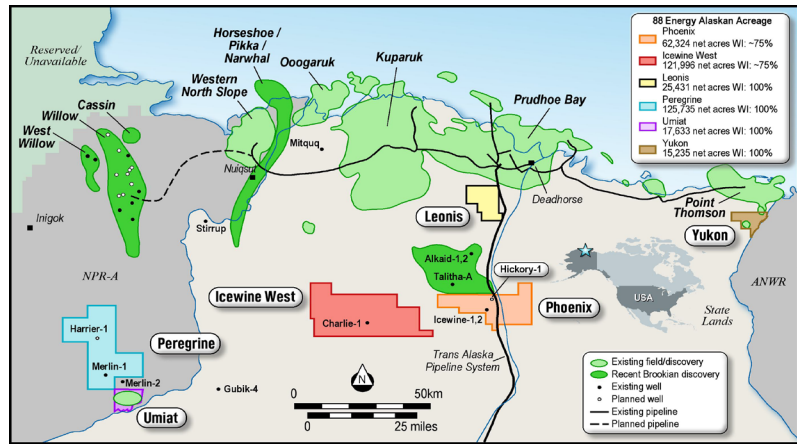 Reserved/
Unavailable
Horseshoe /
Pikka /
Narwhal
Ooogaruk
Kuparuk
Western
North Slope
Prudhoe Bay
Cassin
Willow
West
Willow
Mitquq
Nuiqsut
Deadhorse
Inigok
Stirrup
Leonis
Point
Thomson
Yukon
NPR-A
Alkaid-1,2
Talitha-A
Hickory-1
ANWR
USA
State
Lands
Icewine West
Charlie-1
Icewine-1,2
Phoenix
Harrier-1
Peregrine
Merlin-1
Merlin-2
Umiat
Gubik-4
Trans Alaska
Pipeline System
N
0 50km
0 25 miles
88 Energy Alaskan Acreage
Phoenix
62,324 net acres WI: ~75%
Icewine West
121,996 net acres WI: ~75%
Leonis
25,431 net acres WI: 100%
Peregrine
125,735 net acres WI: 100%
Umiat
17,633 net acres WI: 100%
Yukon
15,235 net acres WI: 100%
Existing field/discovery
Recent Brookian discovery
Existing well
Planned well
Existing pipeline
Planned pipeline